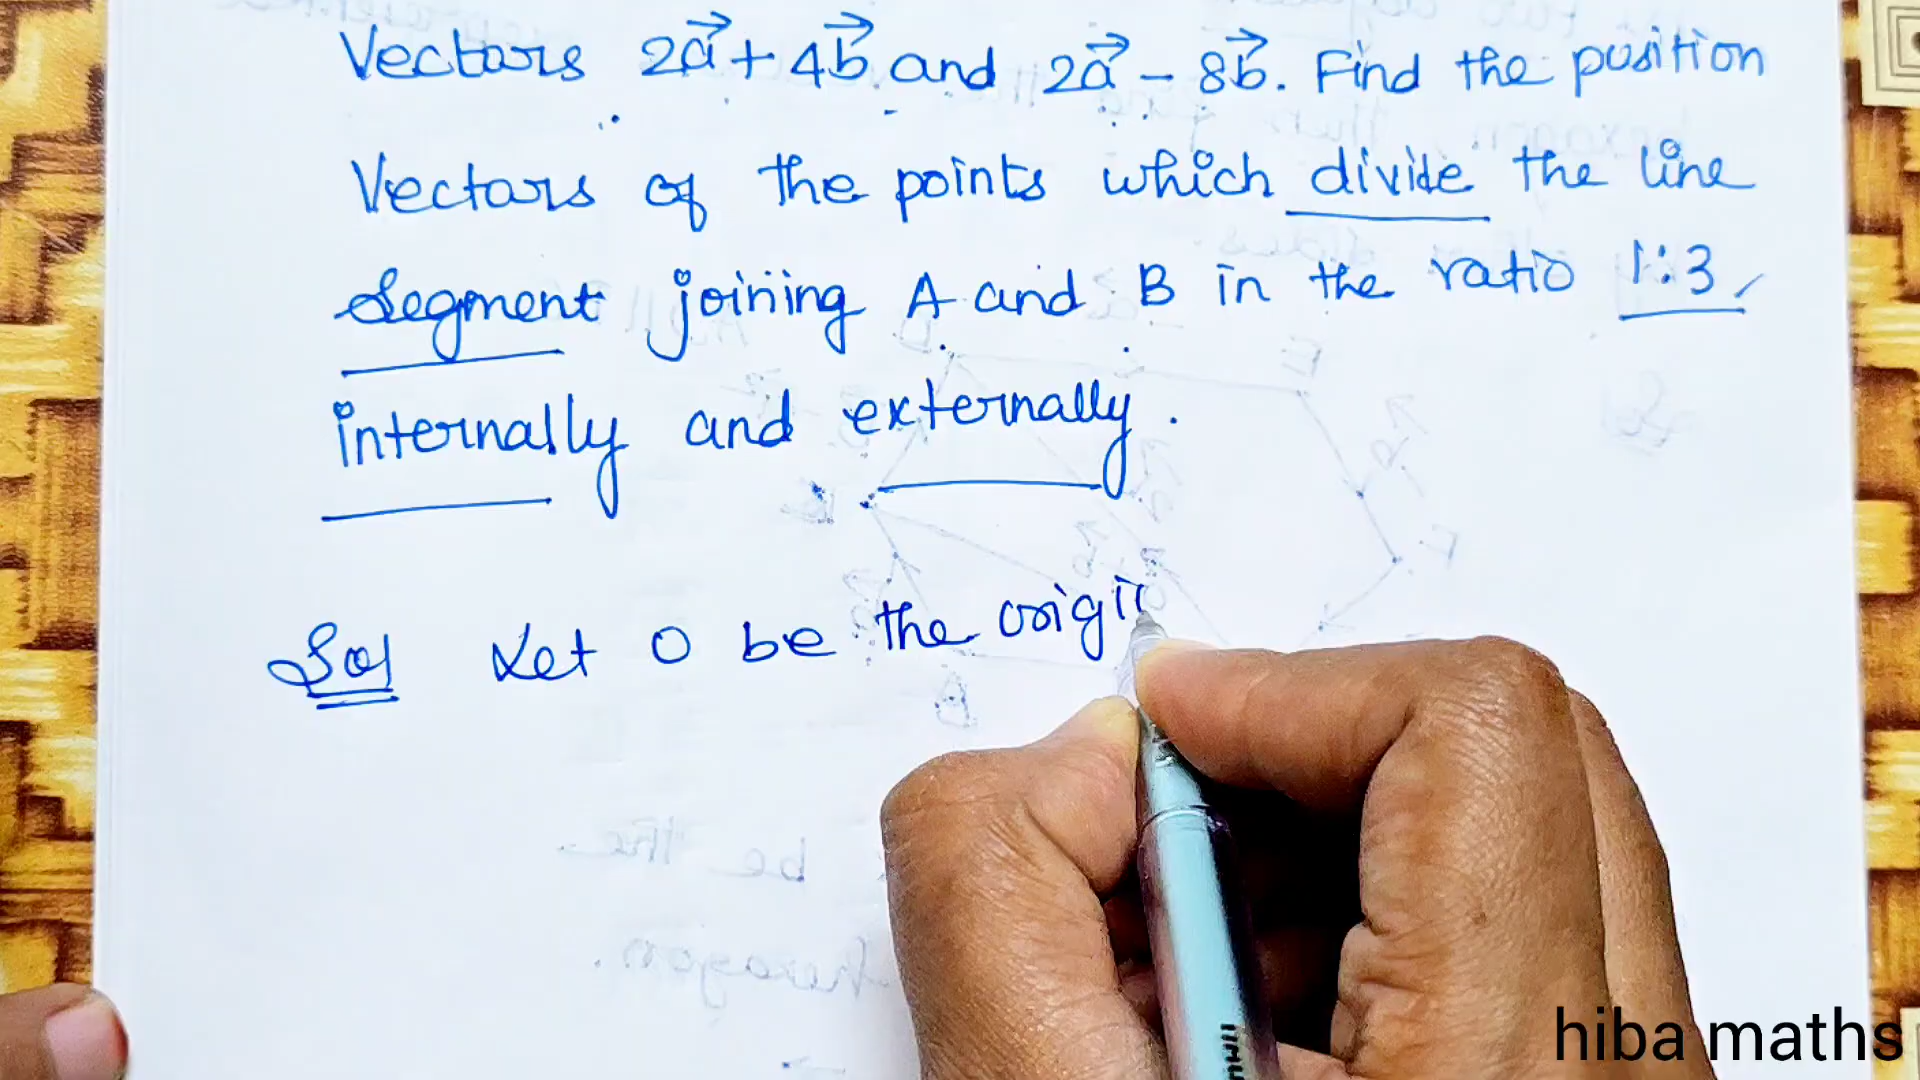 Vectors 2a⃗ + 4b⃗ and 2a⃗ - 8b⃗. Find the position
Vectors of the points which divide the line
Segment joining A and B in the ratio 1:3
internally and externally.
Sol Let O be the origin
hiba maths